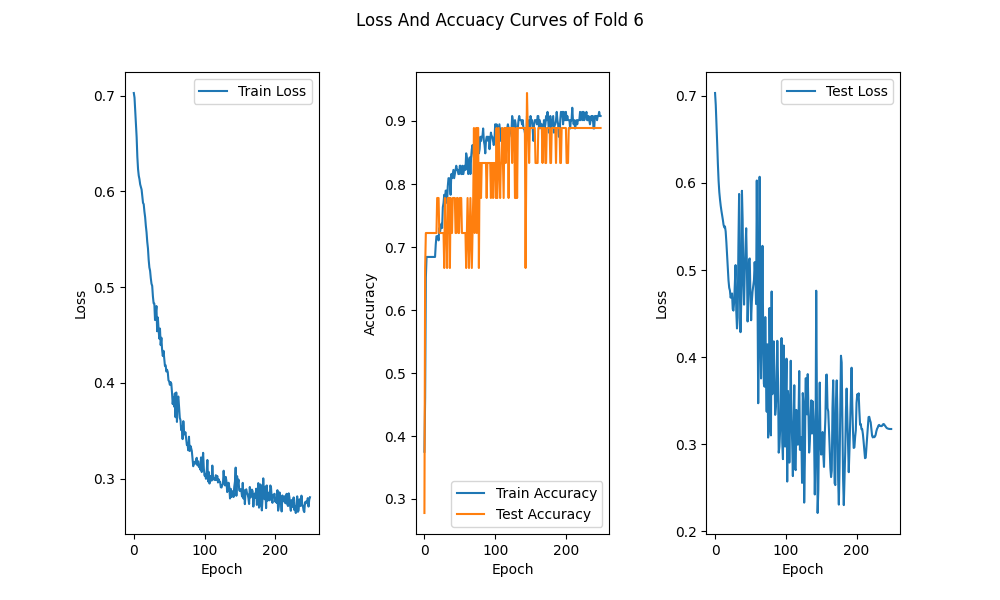 Loss And Accuacy Curves of Fold 6
Train Loss
0.7
0.6
0.5
0.4
0.3
Loss
0
100
200
Epoch
0.9
0.8
0.7
0.6
0.5
0.4
0.3
Accuracy
Train Accuracy
Test Accuracy
0
100
200
Epoch
Test Loss
0.7
0.6
0.5
0.4
0.3
0.2
Loss
0
100
200
Epoch